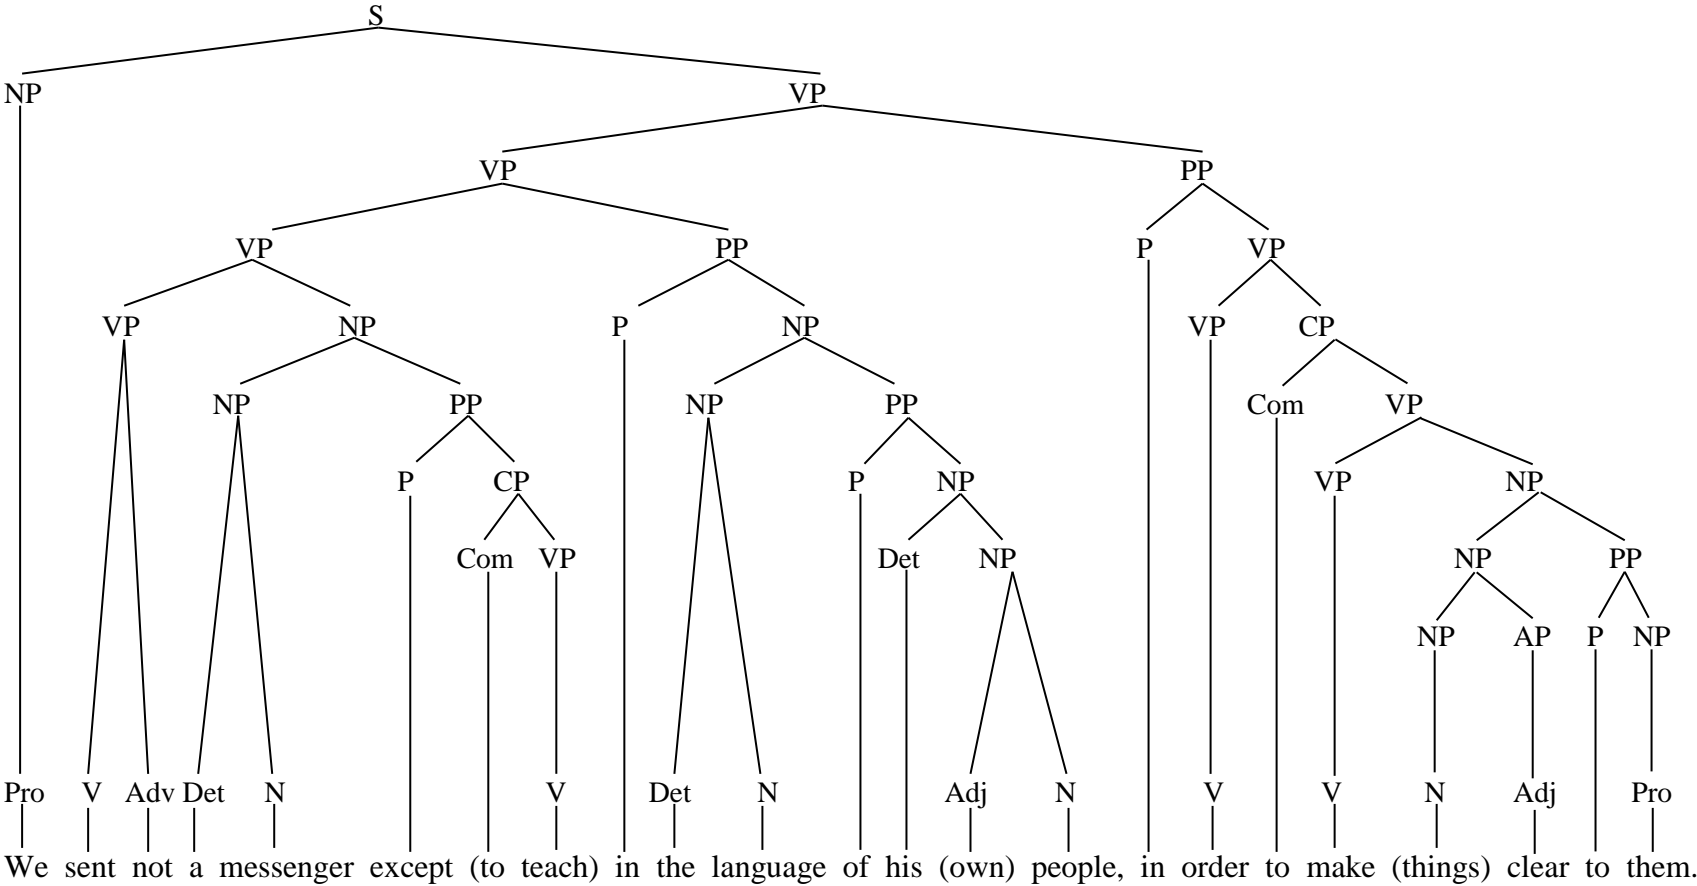 S
NP VP
VP PP
VP PP P VP
VP NP P NP VP CP
NP PP NP PP Com VP
P CP P NP VP NP
Com VP Det NP NP PP
NP AP P NP
Pro V Adv Det N V Det N Adj N V V N Adj Pro
We sent not a messenger except (to teach) in the language of his (own) people, in order to make (things) clear to them.